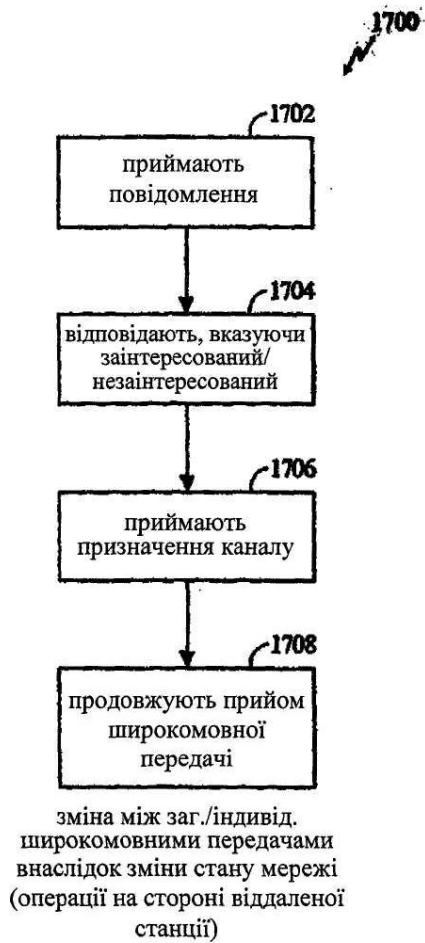 1700
1702
приймають
повідомлення
1704
відповідають, вказуючи
заінтересований/
незаінтересований
1706
приймають
призначення каналу
1708
продовжують прийом
широкомовної
передачі
зміна між заг./індивід.
широкомовними передачами
внаслідок зміни стану мережі
(операції на стороні віддаленої
станції)